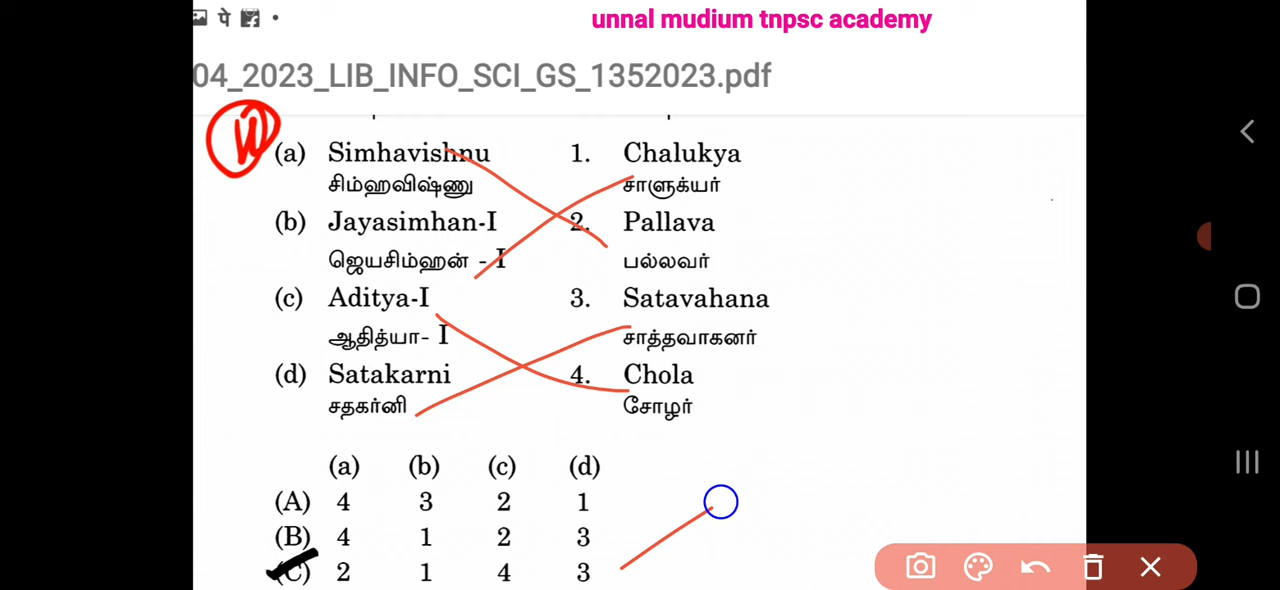 पे
unnal mudium tnpsc academy
04_2023_LIB_INFO_SCI_GS_1352023.pdf
(a) Simhavishnu 1. Chalukya
சிம்ஹவிஷ்ணு சாளுக்யர்
(b) Jayasimhan-I 2. Pallava
ஜெயசிம்ஹன் - I பல்லவர்
(c) Aditya-I 3. Satavahana
ஆதித்யா- I சாத்தவாகனர்
(d) Satakarni 4. Chola
சதகர்னி சோழர்
(a) (b) (c) (d)
(A) 4 3 2 1
(B) 4 1 2 3
(C) 2 1 4 3